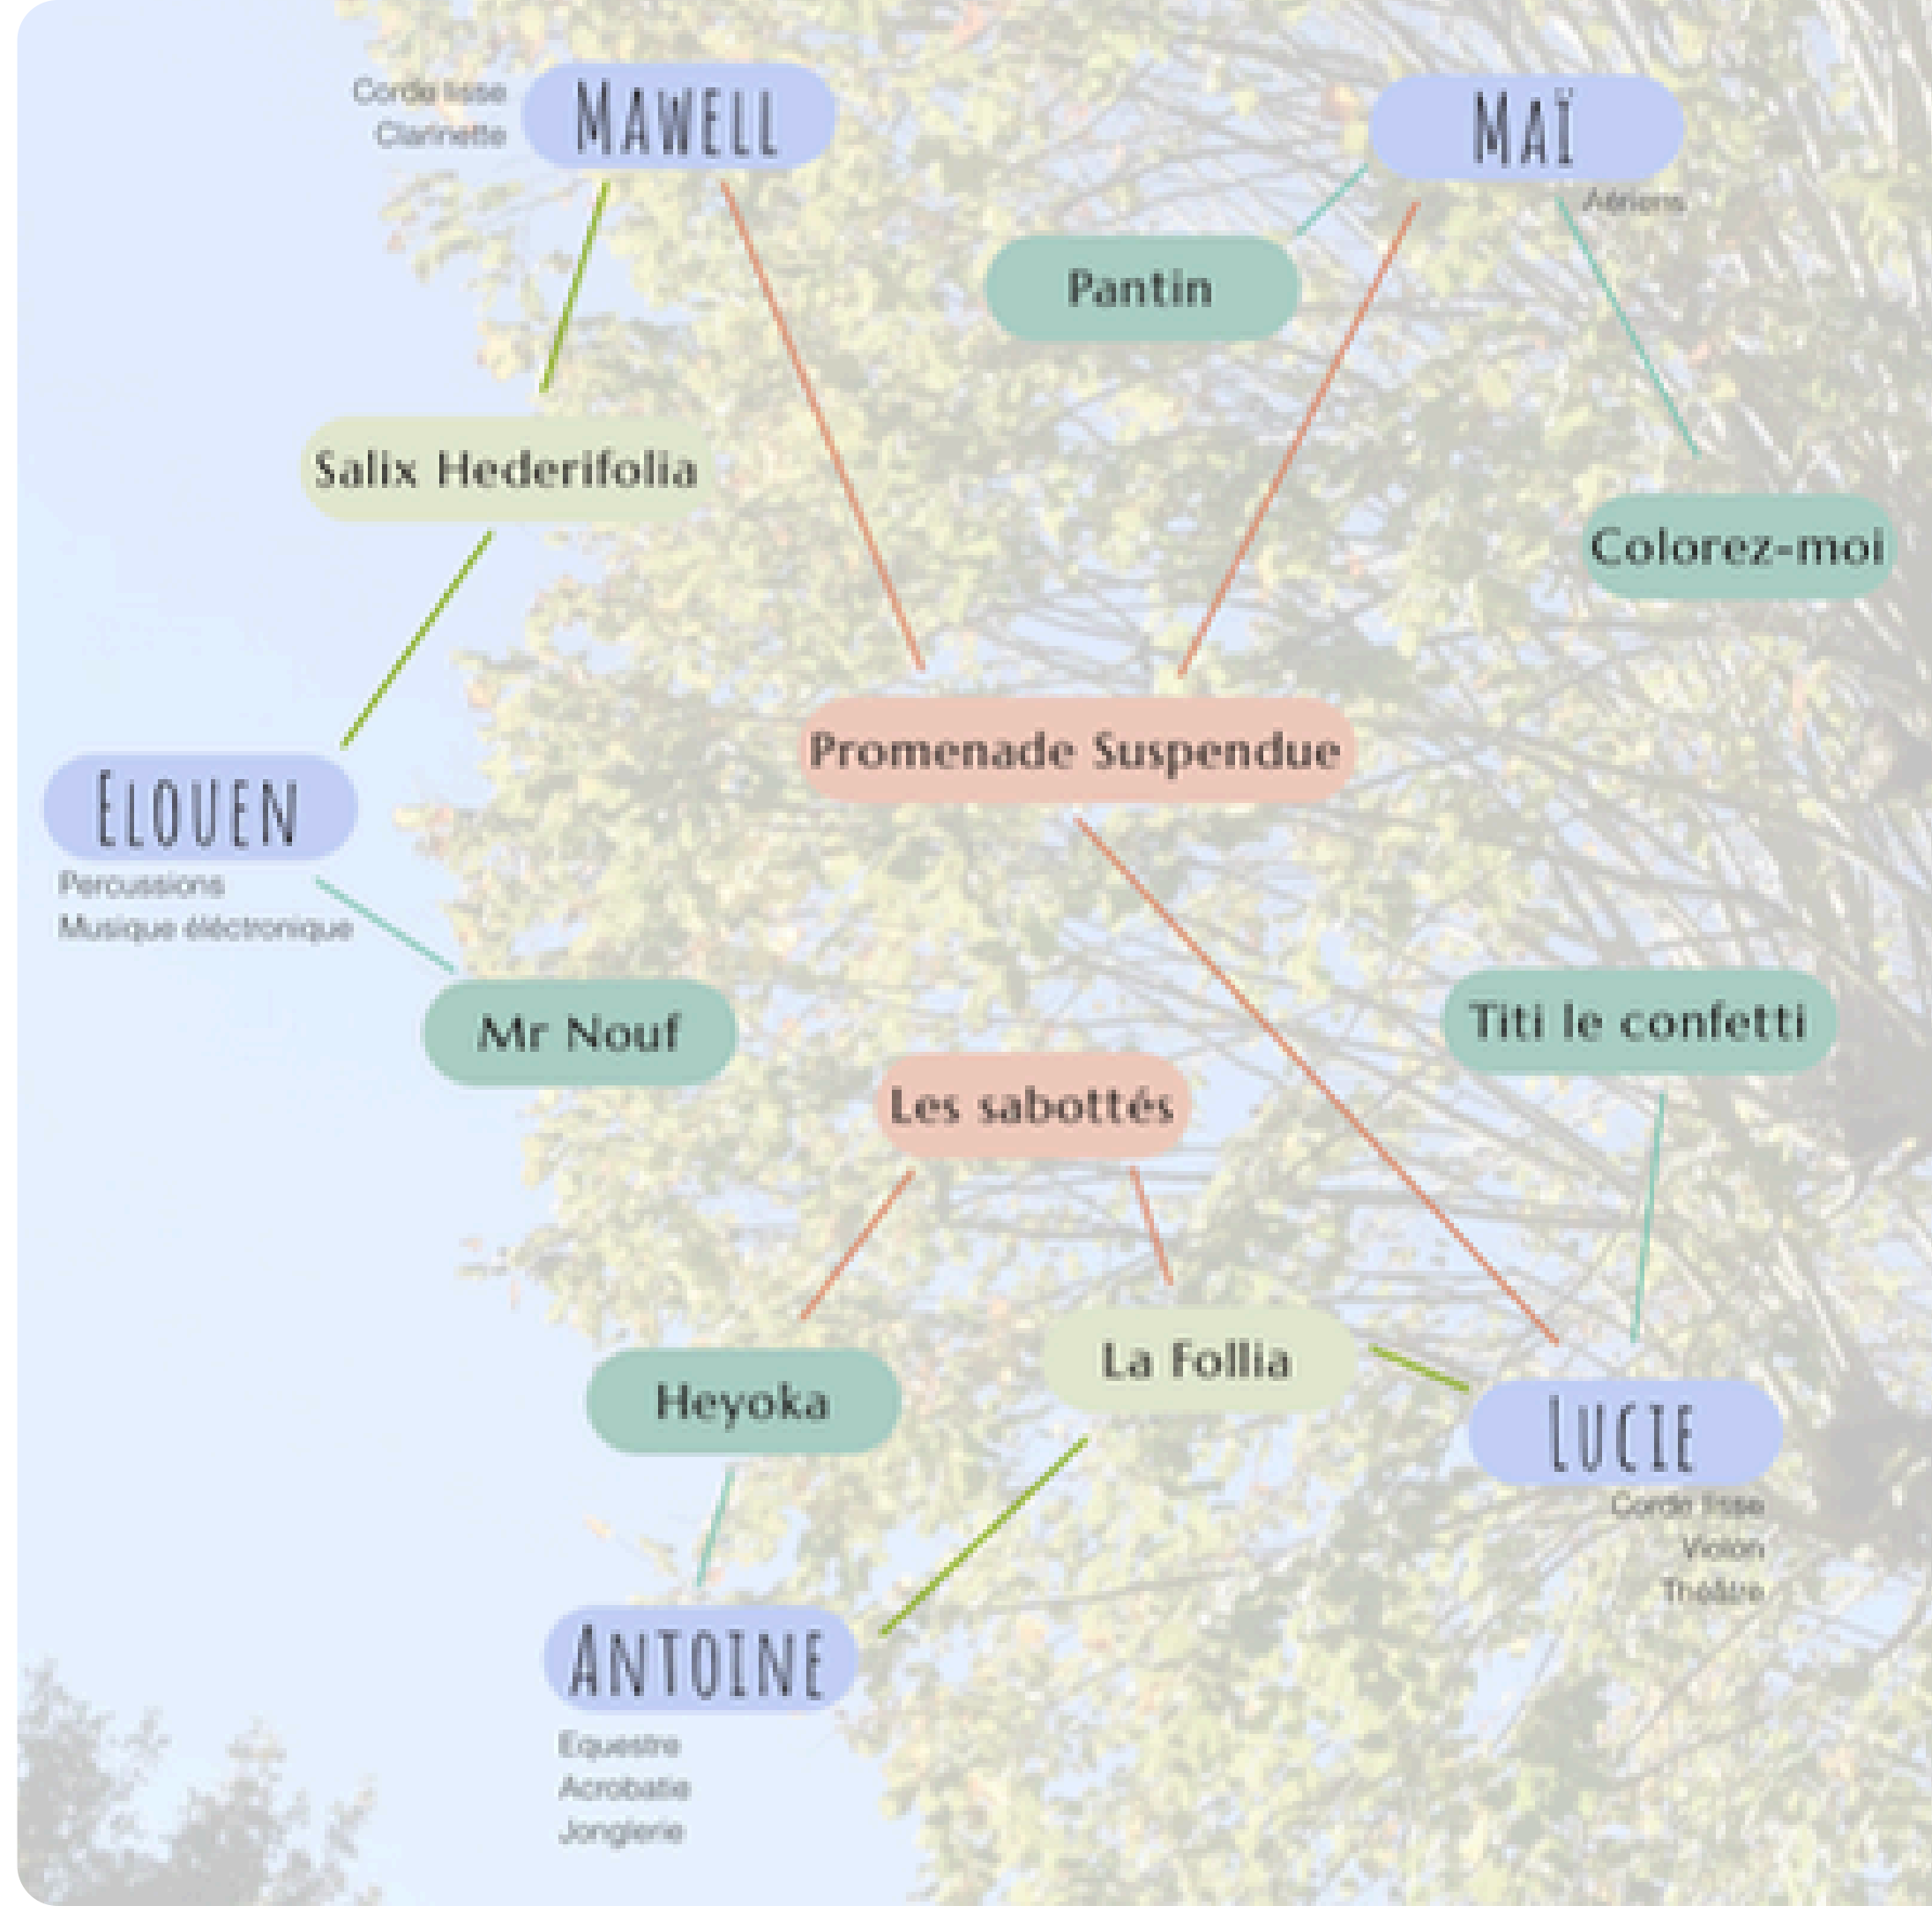 Corde lisse
Clarinette
MAWELL
MAÏ
Aériens
Pantin
Salix Hederifolia
Colorez-moi
Promenade Suspendue
ELOUEN
Percussions
Musique éléctronique
Mr Nouf
Titi le confetti
Les sabottés
La Follia
Heyoka
LUCIE
Corde lisse
Violon
Théâtre
ANTOINE
Equestre
Acrobatie
Jonglerie